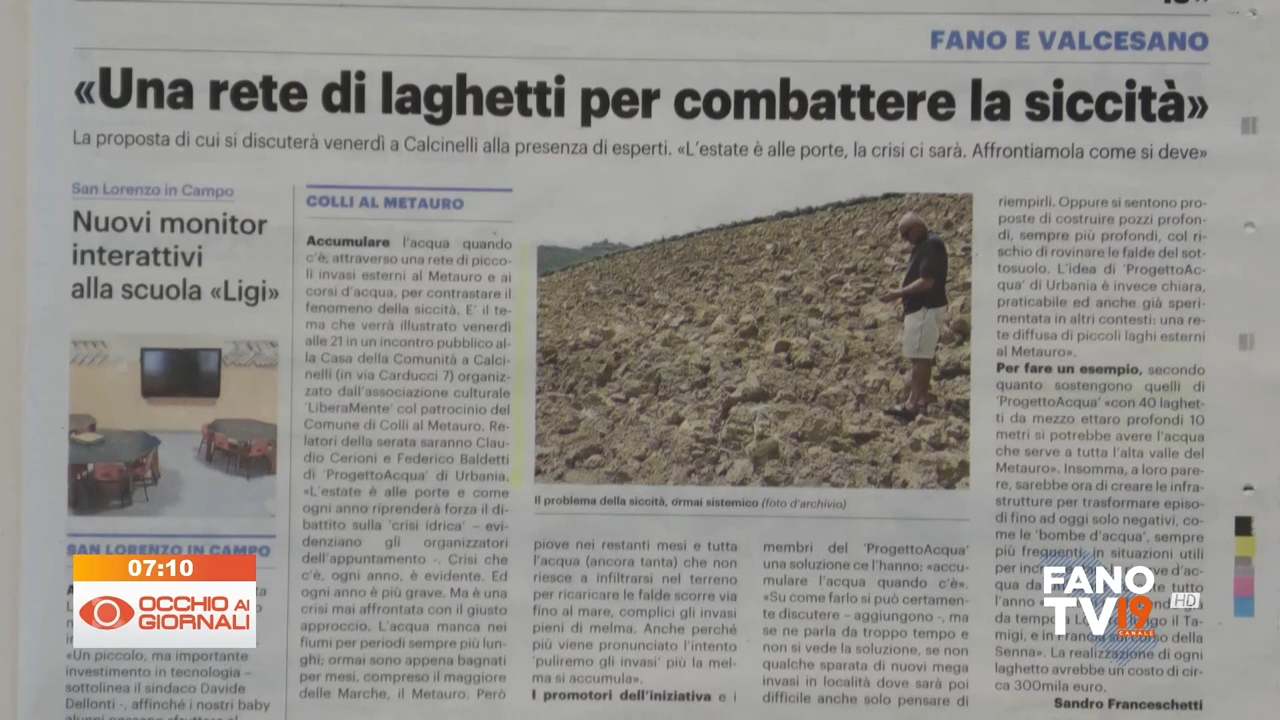 FANO E VALCESANO
«Una rete di laghetti per combattere la siccità»
La proposta di cui si discuterà venerdì a Calcinelli alla presenza di esperti. «L'estate è alle porte, la crisi ci sarà. Affrontiamola come si deve»
San Lorenzo in Campo
Nuovi monitor
interattivi
alla scuola «Ligi»
SAN LORENZO IN CAMPO
«Un piccolo, ma importante
investimento in tecnologia –
sottolinea il sindaco Davide
Dellonti -, affinché i nostri baby
COLLI AL METAURO
Accumulare l'acqua quando
c'è, attraverso una rete di picco-
li invasi esterni al Metauro e ai
corsi d'acqua, per contrastare il
fenomeno della siccità. E' il te-
ma che verrà illustrato venerdì
alle 21 in un incontro pubblico al-
la Casa della Comunità a Calci-
nelli (in via Carducci 7) organiz-
zato dall'associazione culturale
'LiberaMente' col patrocinio del
Comune di Colli al Metauro. Re-
latori della serata saranno Clau-
dio Cerioni e Federico Baldetti
di 'ProgettoAcqua' di Urbania.
«L'estate è alle porte e come
ogni anno riprenderà forza il di-
battito sulla 'crisi idrica' – evi-
denziano gli organizzatori
dell'appuntamento -. Crisi che
c'è, ogni anno, è evidente. Ed
ogni anno è più grave. Ma è una
crisi mai affrontata con il giusto
approccio. L'acqua manca nei
fiumi per periodi sempre più lun-
ghi; ormai sono appena bagnati
per mesi, compreso il maggiore
delle Marche, il Metauro. Però
Il problema della siccità, ormai sistemico (foto d'archivio)
piove nei restanti mesi e tutta
l'acqua (ancora tanta) che non
riesce a infiltrarsi nel terreno
per ricaricare le falde scorre via
fino al mare, complici gli invasi
pieni di melma. Anche perché
più viene pronunciato l'intento
'puliremo gli invasi' più la mel-
ma si accumula».
I promotori dell'iniziativa e i
membri del 'ProgettoAcqua'
una soluzione ce l'hanno: «accu-
mulare l'acqua quando c'è».
«Su come farlo si può certamen-
te discutere – aggiungono -, ma
se ne parla da troppo tempo e
non si vede la soluzione, se non
qualche sparata di nuovi mega
invasi in località dove sarà poi
difficile anche solo pensare di
riempirli. Oppure si sentono pro-
poste di costruire pozzi profon-
di, sempre più profondi, col ri-
schio di rovinare le falde del sot-
tosuolo. L'idea di 'ProgettoAc-
qua' di Urbania è invece chiara,
praticabile ed anche già speri-
mentata in altri contesti: una re-
te diffusa di piccoli laghi esterni
al Metauro».
Per fare un esempio, secondo
quanto sostengono quelli di
'ProgettoAcqua' «con 40 laghet-
ti da mezzo ettaro profondi 10
metri si potrebbe avere l'acqua
che serve a tutta l'alta valle del
Metauro». Insomma, a loro pare-
re, sarebbe ora di creare le infra-
strutture per trasformare episo-
di fino ad oggi solo negativi, co-
me le 'bombe d'acqua', sempre
più frequenti, in situazioni utili
per
d'ac-
qua
tutto
l'anno
da tempo a
il Ta-
migi, e in Francia
della
Senna». La realizzazione di ogni
laghetto avrebbe un costo di cir-
ca 300mila euro.
Sandro Franceschetti
07:10
OCCHIO AI
GIORNALI
FANO
TV19
CANALE
HD